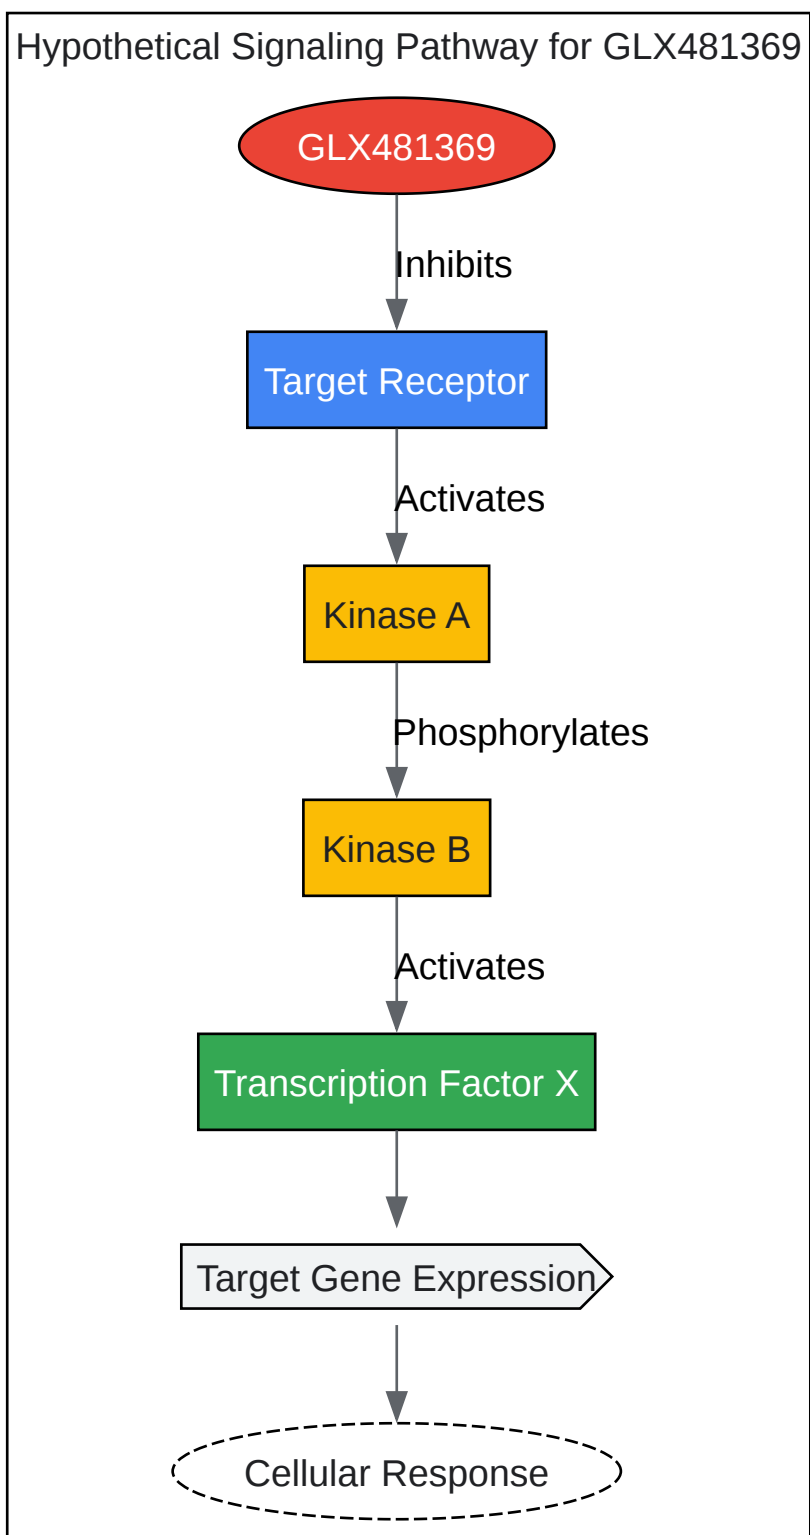 Hypothetical Signaling Pathway for GLX481369
GLX481369
Inhibits
Target Receptor
Activates
Kinase A
Phosphorylates
Kinase B
Activates
Transcription Factor X
Target Gene Expression
Cellular Response